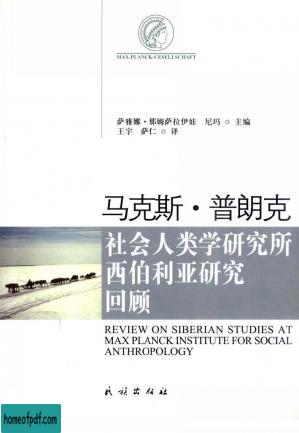 MAX-PLANCK-GESELLSCHAFT
萨雅娜·那姆萨拉伊娃 尼玛 ○ 主编
王宇 萨仁 ○ 译
马克斯·普朗克
社会人类学研究所
西伯利亚研究
回顾
REVIEW ON SIBERIAN STUDIES AT
MAX PLANCK INSTITUTE FOR SOCIAL
ANTHROPOLOGY
民族出版社
homeofpdf.com
homeofpdf.com